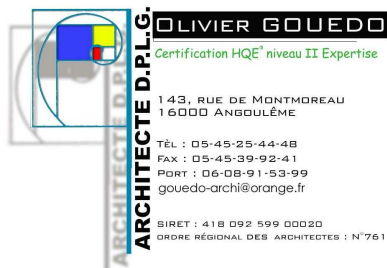 ARCHITECTE D.P.L.G.
OLIVIER GOUEDO
Certification HQE® niveau II Expertise
143, RUE DE MONTMOREAU
16000 ANGOULÊME
TÈL : 05-45-25-44-48
FAX : 05-45-39-92-41
PORT : 06-08-91-53-99
gouedo-archi@orange.fr
SIRET : 418 092 599 00020
ORDRE RÉGIONAL DES ARCHITECTES : N°761